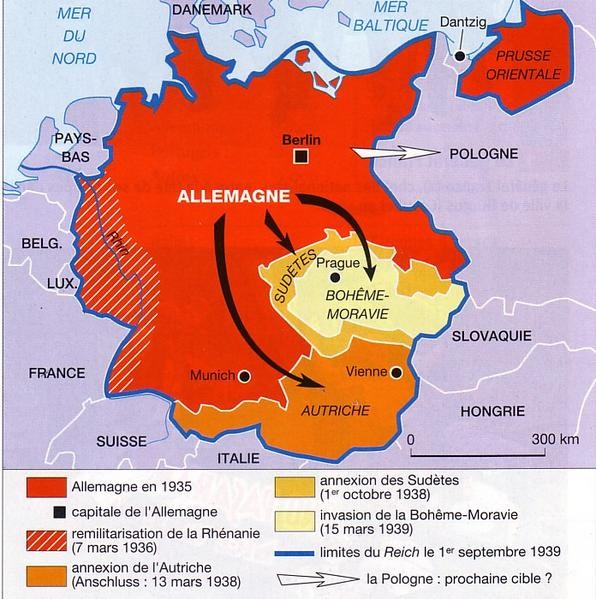 MER
DU
NORD
DANEMARK
MER
BALTIQUE
Dantzig
PRUSSE
ORIENTALE
PAYS-
BAS
Berlin
POLOGNE
ALLEMAGNE
BELG.
Rhin
LUX.
SUDÈTES
Prague
BOHÊME-
MORAVIE
SLOVAQUIE
FRANCE
Munich
Vienne
AUTRICHE
HONGRIE
SUISSE
ITALIE
0 300 km
Allemagne en 1935
capitale de l'Allemagne
remilitarisation de la Rhénanie
(7 mars 1936)
annexion de l'Autriche
(Anschluss : 13 mars 1938)
annexion des Sudètes
(1er octobre 1938)
invasion de la Bohême-Moravie
(15 mars 1939)
limites du Reich le 1er septembre 1939
la Pologne : prochaine cible ?